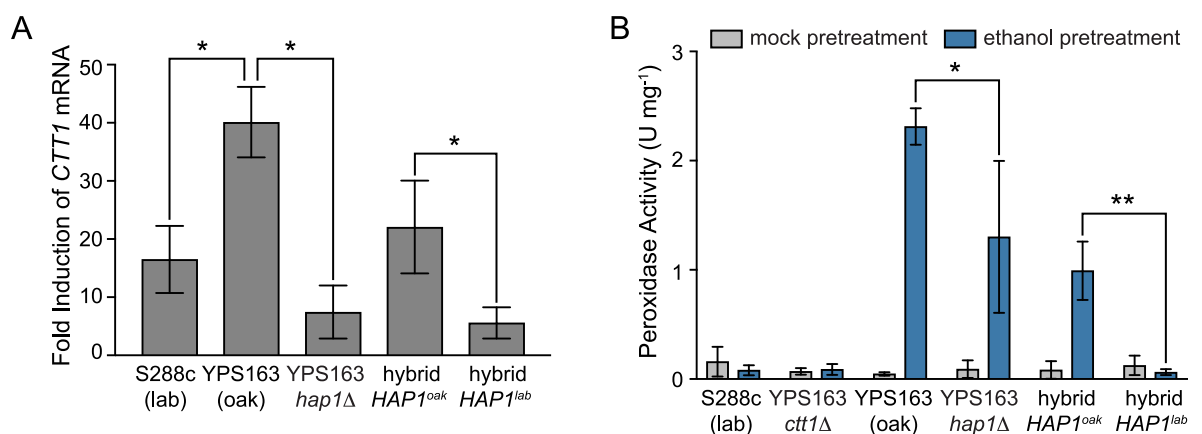 A
Fold Induction of CTT1 mRNA
50
40
30
20
10
0
*
*
*
S288c
(lab)
YPS163
(oak)
YPS163
hap1Δ
hybrid
HAP1oak
hybrid
HAP1lab
B
mock pretreatment
ethanol pretreatment
Peroxidase Activity (U mg-1)
3
2
1
0
*
**
S288c
(lab)
YPS163
ctt1Δ
YPS163
(oak)
YPS163
hap1Δ
hybrid
HAP1oak
hybrid
HAP1lab